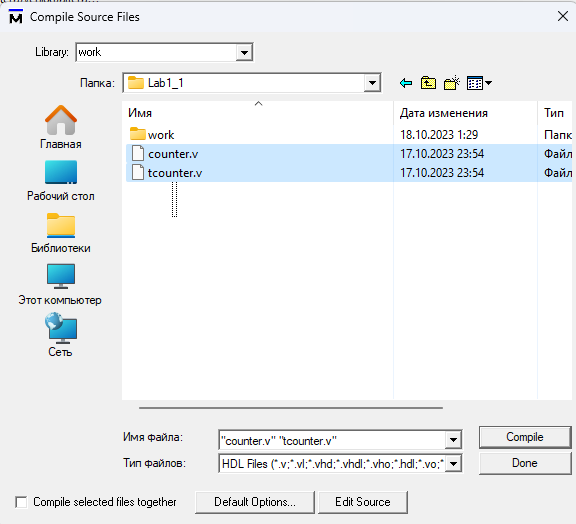 Compile Source Files
Library: work
Папка: Lab1_1
Имя Дата изменения Тип
work 18.10.2023 1:29 Папк
counter.v 17.10.2023 23:54 Файл
tcounter.v 17.10.2023 23:54 Файл
Главная
Рабочий стол
Библиотеки
Этот компьютер
Сеть
Имя файла: "counter.v" "tcounter.v" Compile
Тип файлов: HDL Files (*.v;*.vl;*.vhd;*.vhdl;*.vho;*.hdl;*.vo;* Done
Compile selected files together Default Options... Edit Source